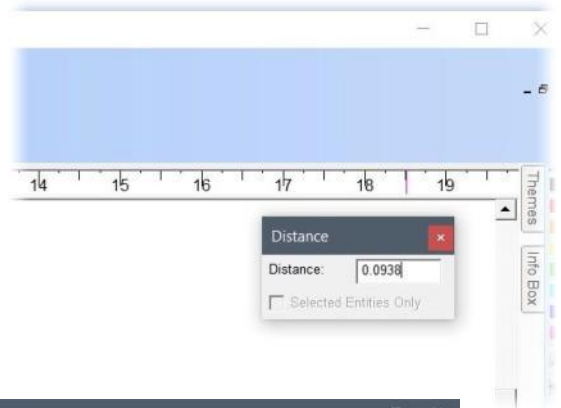 14 15 16 17 18 19
Themes
Info Box
Distance
Distance: 0.0938
Selected Entities Only